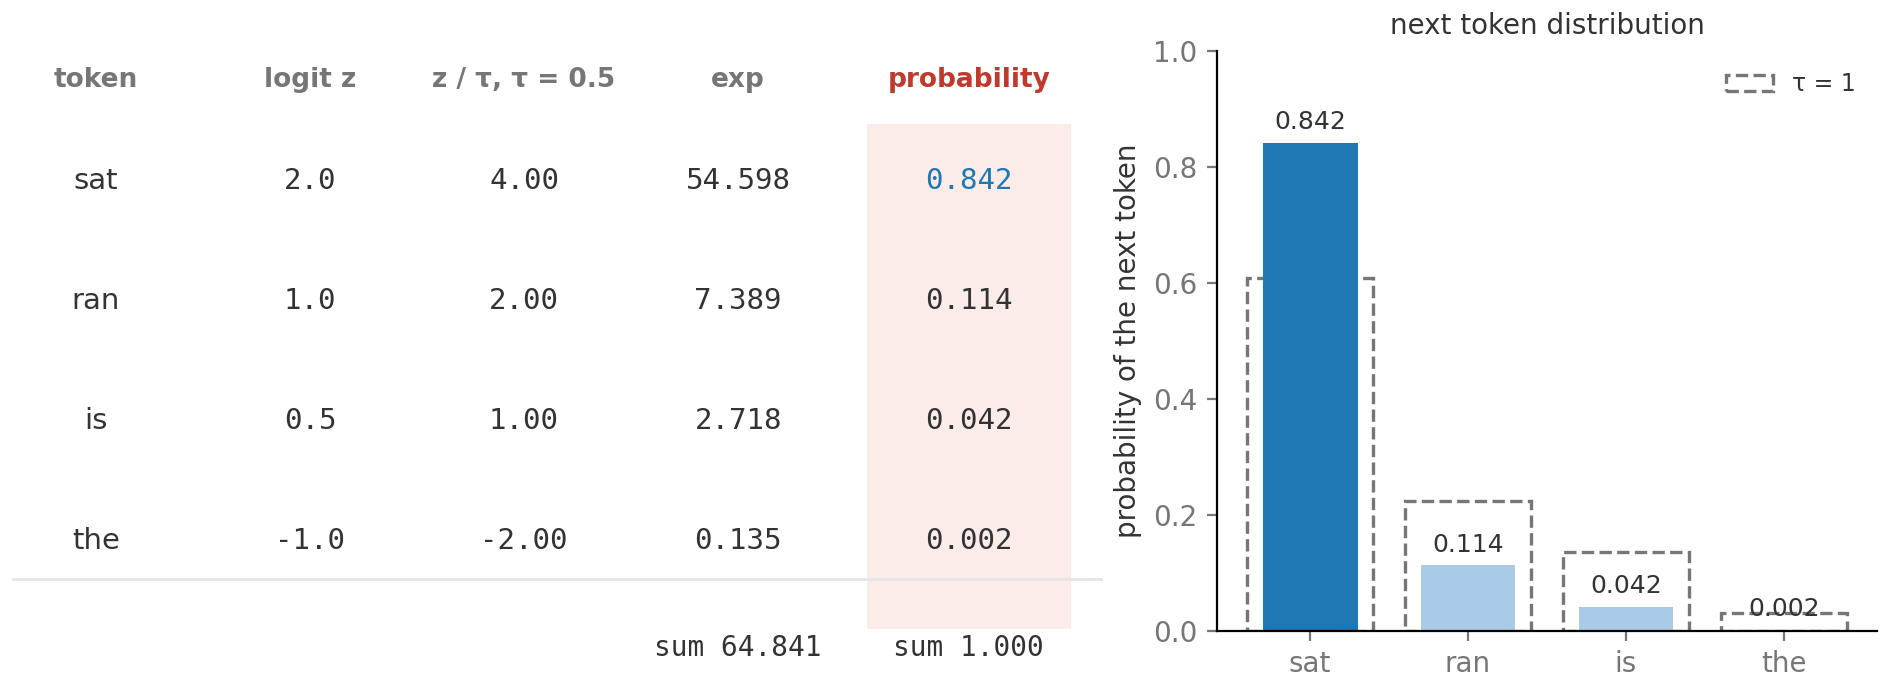 token logit z z / τ, τ = 0.5 exp probability
sat 2.0 4.00 54.598 0.842
ran 1.0 2.00 7.389 0.114
is 0.5 1.00 2.718 0.042
the -1.0 -2.00 0.135 0.002
sum 64.841 sum 1.000
next token distribution
τ = 1
probability of the next token
1.0
0.8
0.6
0.4
0.2
0.0
0.842
0.114
0.042
0.002
sat ran is the